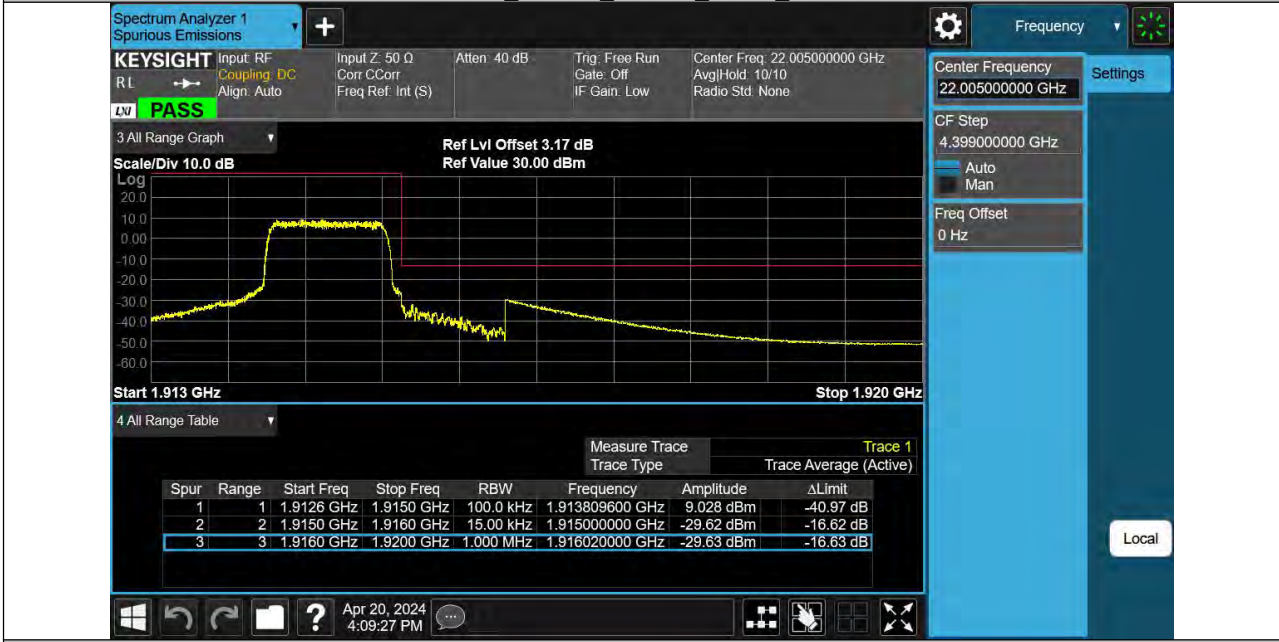 Spectrum Analyzer 1
Spurious Emissions
Frequency
KEYSIGHT Input: RF Input Z: 50 Ω Atten: 40 dB Trig: Free Run Center Freq: 22.005000000 GHz
RL Coupling: DC Corr CCorr Gate: Off Avg|Hold: 10/10
Align: Auto Freq Ref: Int (S) IF Gain: Low Radio Std: None
LXI PASS
3 All Range Graph
Ref Lvl Offset 3.17 dB
Scale/Div 10.0 dB Ref Value 30.00 dBm
Log
20.0
10.0
0.00
-10.0
-20.0
-30.0
-40.0
-50.0
-60.0
Start 1.913 GHz Stop 1.920 GHz
4 All Range Table
Measure Trace Trace 1
Trace Type Trace Average (Active)
Spur Range Start Freq Stop Freq RBW Frequency Amplitude ΔLimit
1 1 1.9126 GHz 1.9150 GHz 100.0 kHz 1.913809600 GHz 9.028 dBm -40.97 dB
2 2 1.9150 GHz 1.9160 GHz 15.00 kHz 1.915000000 GHz -29.62 dBm -16.62 dB
3 3 1.9160 GHz 1.9200 GHz 1.000 MHz 1.916020000 GHz -29.63 dBm -16.63 dB
Apr 20, 2024
4:09:27 PM
Center Frequency
22.005000000 GHz
Settings
CF Step
4.399000000 GHz
Auto
Man
Freq Offset
0 Hz
Local